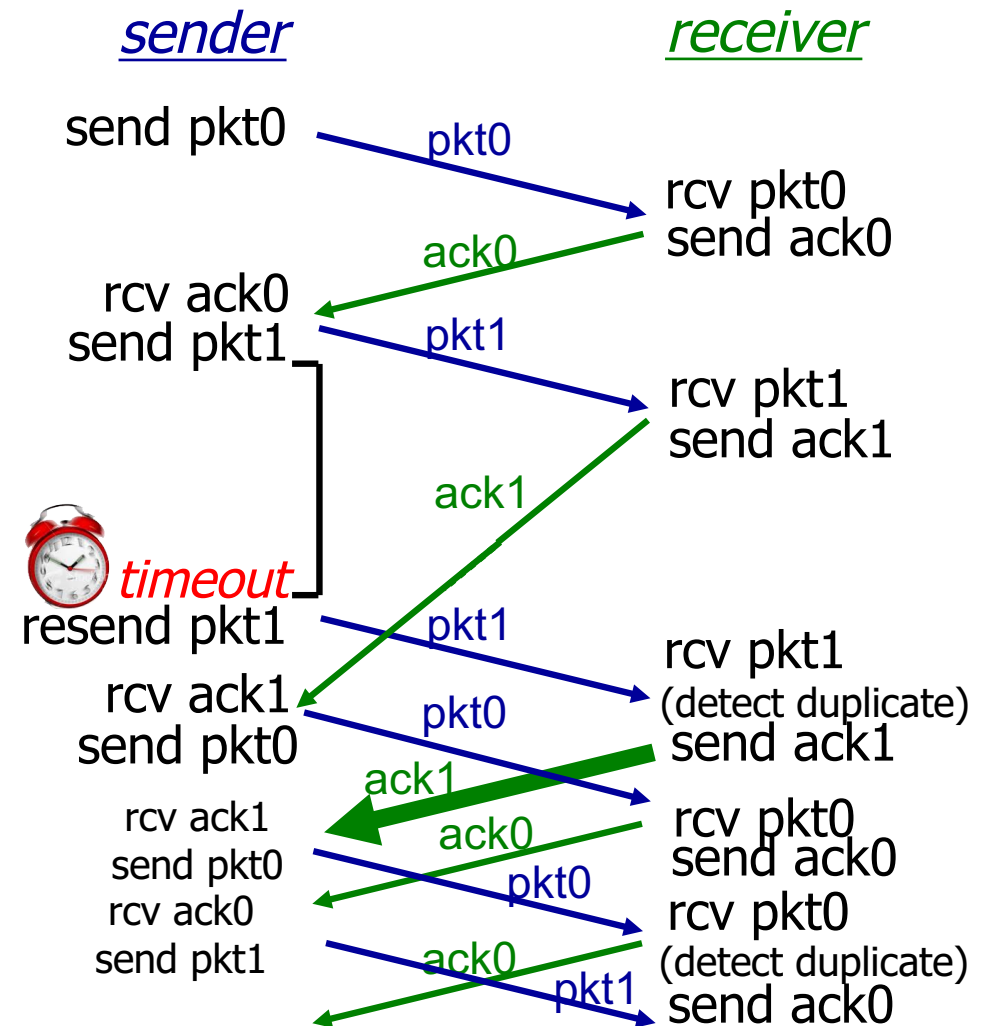 sender
receiver
send pkt0
pkt0
rcv pkt0
send ack0
ack0
rcv ack0
send pkt1
pkt1
rcv pkt1
send ack1
ack1
timeout
resend pkt1
pkt1
rcv pkt1
(detect duplicate)
send ack1
rcv ack1
send pkt0
pkt0
ack1
rcv ack1
send pkt0
rcv pkt0
send ack0
ack0
pkt0
rcv ack0
send pkt1
rcv pkt0
(detect duplicate)
send ack0
ack0
pkt1